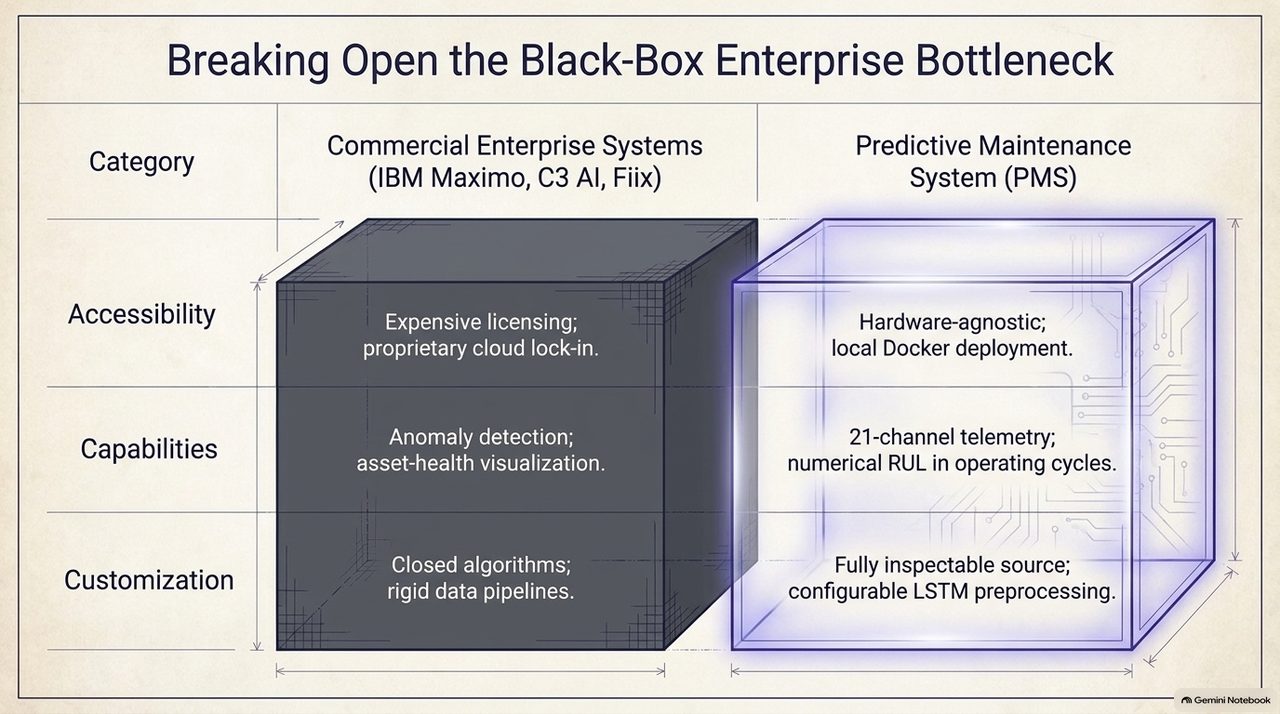 Breaking Open the Black-Box Enterprise Bottleneck
Category
Commercial Enterprise Systems
(IBM Maximo, C3 AI, Fiix)
Predictive Maintenance
System (PMS)
Accessibility
Expensive licensing;
proprietary cloud lock-in.
Hardware-agnostic;
local Docker deployment.
Capabilities
Anomaly detection;
asset-health visualization.
21-channel telemetry;
numerical RUL in operating cycles.
Customization
Closed algorithms;
rigid data pipelines.
Fully inspectable source;
configurable LSTM preprocessing.
Gemini Notebook